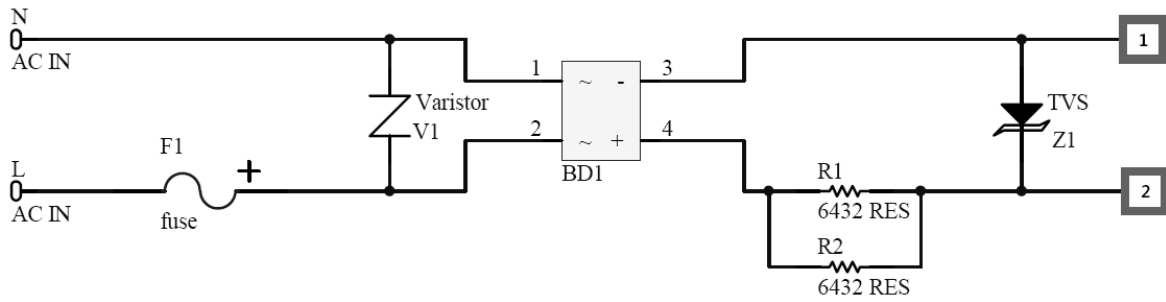 N
AC IN
1
1
3
~ -
Varistor
V1
TVS
Z1
2
4
~ +
F1
+
BD1
L
AC IN
R1
2
fuse
6432 RES
R2
6432 RES